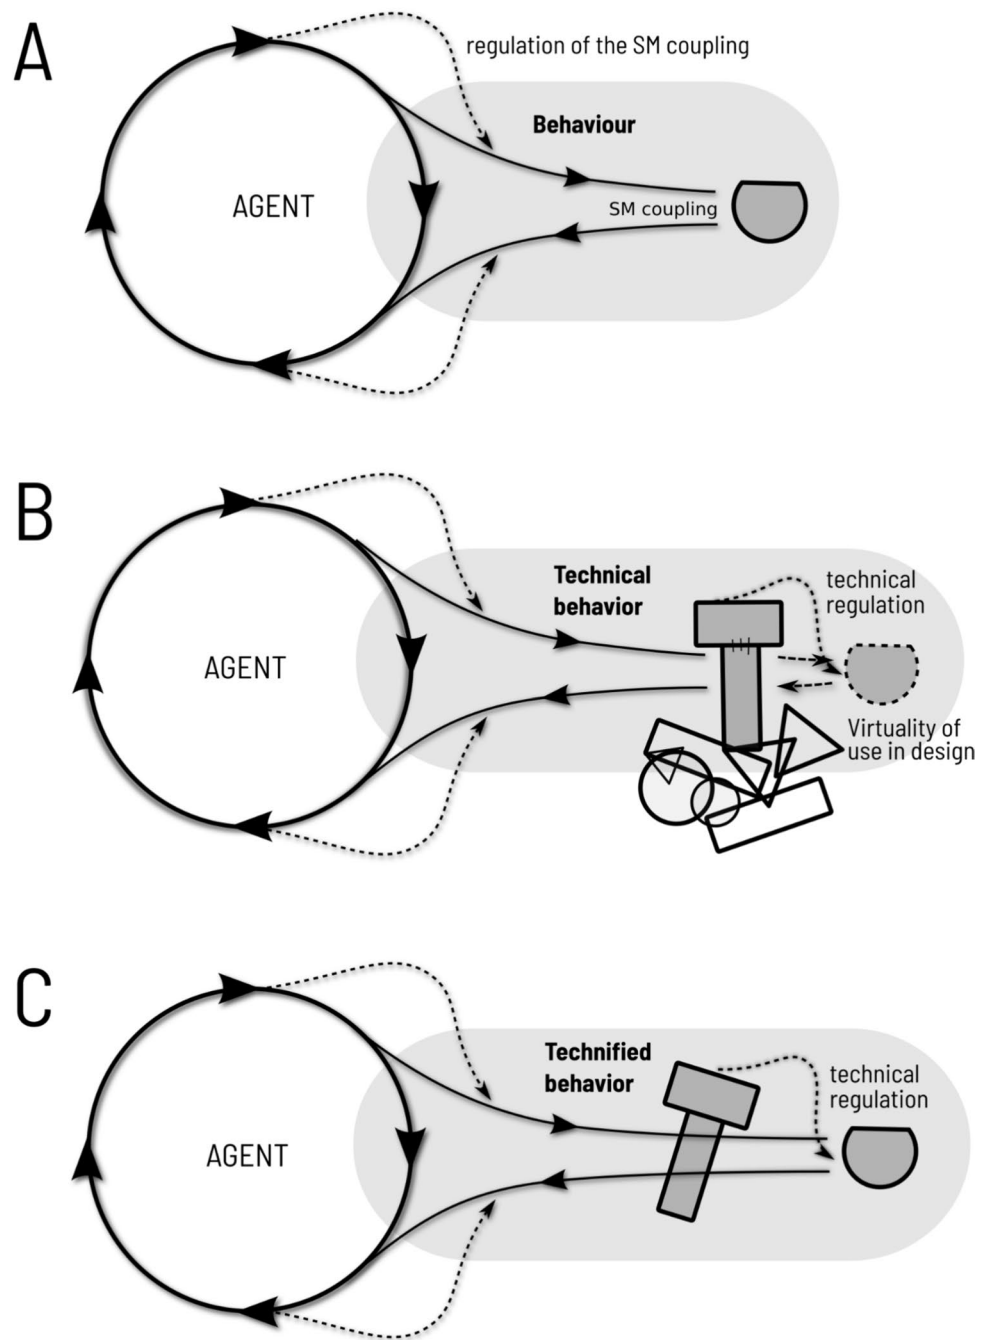 A
regulation of the SM coupling
Behaviour
AGENT
SM coupling
B
Technical
behavior
technical
regulation
AGENT
Virtuality of
use in design
C
Technified
behavior
technical
regulation
AGENT